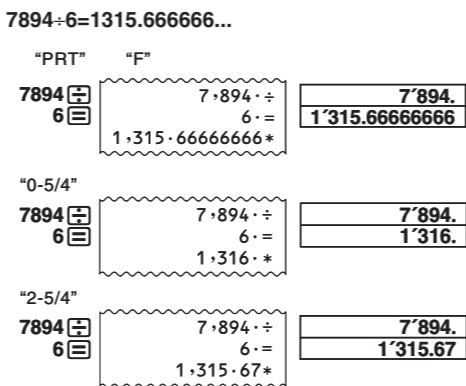 7894÷6=1315.666666...
“PRT” “F”
7894 ÷ 7,894·÷ 7´894.
6 = 6·= 1´315.66666666
1,315·66666666*
“0-5/4”
7894 ÷ 7,894·÷ 7´894.
6 = 6·= 1´316.
1,316·*
“2-5/4”
7894 ÷ 7,894·÷ 7´894.
6 = 6·= 1´315.67
1,315·67*